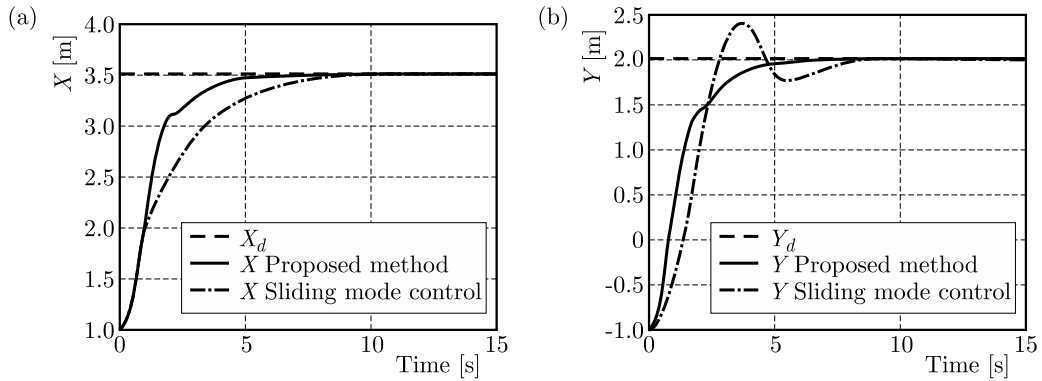 (a)
4.0
3.5
3.0
2.5
2.0
1.5
1.0
X [m]
0
5
10
15
Time [s]
X_d
X Proposed method
X Sliding mode control
(b)
2.5
2.0
1.5
1.0
0.5
0
-0.5
-1.0
Y [m]
0
5
10
15
Time [s]
Y_d
Y Proposed method
Y Sliding mode control